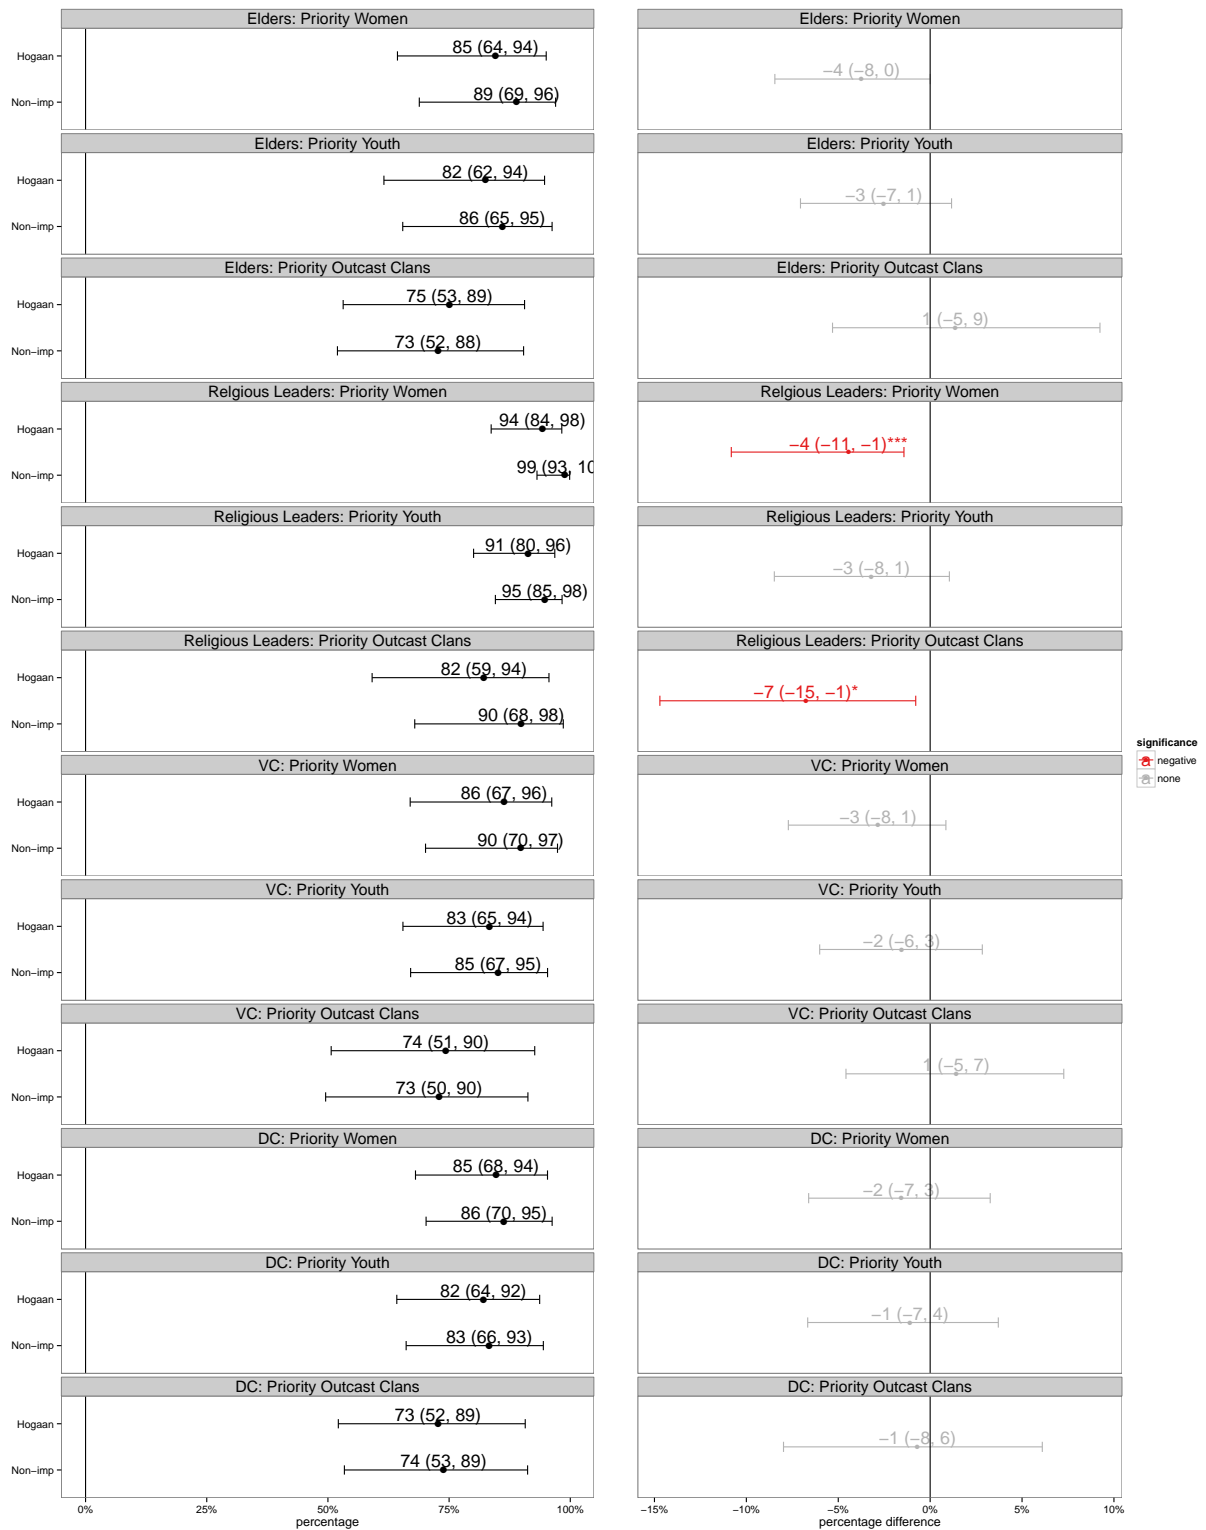 Elders: Priority Women
Hogaan
85 (64, 94)
Non−imp
89 (69, 96)
Elders: Priority Women
−4 (−8, 0)
Elders: Priority Youth
Hogaan
82 (62, 94)
Non−imp
86 (65, 95)
Elders: Priority Youth
−3 (−7, 1)
Elders: Priority Outcast Clans
Hogaan
75 (53, 89)
Non−imp
73 (52, 88)
Elders: Priority Outcast Clans
1 (−5, 9)
Relgious Leaders: Priority Women
Hogaan
94 (84, 98)
Non−imp
99 (93, 10
Relgious Leaders: Priority Women
−4 (−11, −1)***
Religious Leaders: Priority Youth
Hogaan
91 (80, 96)
Non−imp
95 (85, 98)
Religious Leaders: Priority Youth
−3 (−8, 1)
Religious Leaders: Priority Outcast Clans
Hogaan
82 (59, 94)
Non−imp
90 (68, 98)
Religious Leaders: Priority Outcast Clans
−7 (−15, −1)*
VC: Priority Women
Hogaan
86 (67, 96)
Non−imp
90 (70, 97)
VC: Priority Women
−3 (−8, 1)
VC: Priority Youth
Hogaan
83 (65, 94)
Non−imp
85 (67, 95)
VC: Priority Youth
−2 (−6, 3)
VC: Priority Outcast Clans
Hogaan
74 (51, 90)
Non−imp
73 (50, 90)
VC: Priority Outcast Clans
1 (−5, 7)
DC: Priority Women
Hogaan
85 (68, 94)
Non−imp
86 (70, 95)
DC: Priority Women
−2 (−7, 3)
DC: Priority Youth
Hogaan
82 (64, 92)
Non−imp
83 (66, 93)
DC: Priority Youth
−1 (−7, 4)
DC: Priority Outcast Clans
Hogaan
73 (52, 89)
Non−imp
74 (53, 89)
DC: Priority Outcast Clans
−1 (−8, 6)
0% 25% 50% 75% 100%
percentage
−15% −10% −5% 0% 5% 10%
percentage difference
significance
a negative
a none